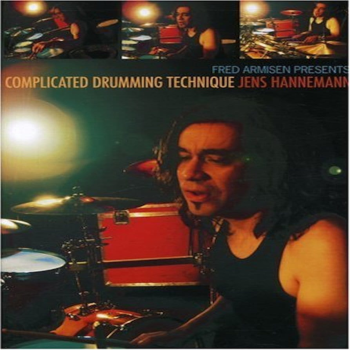 FRED ARMISEN PRESENTS
COMPLICATED DRUMMING TECHNIQUE JENS HANNEMANN